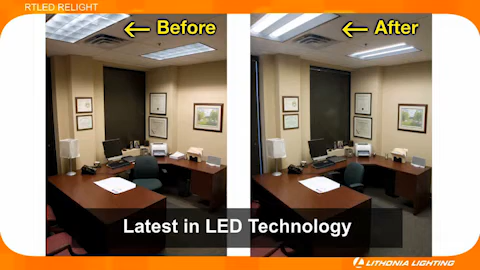 RTLED RELIGHT
← Before
← After
Latest in LED Technology
LITHONIA LIGHTING